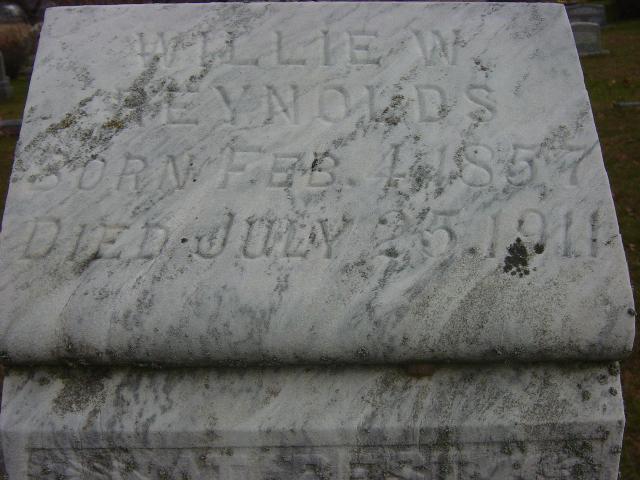 WILLIE W
REYNOLDS
BORN FEB. 4 1857
DIED JULY 25 1911